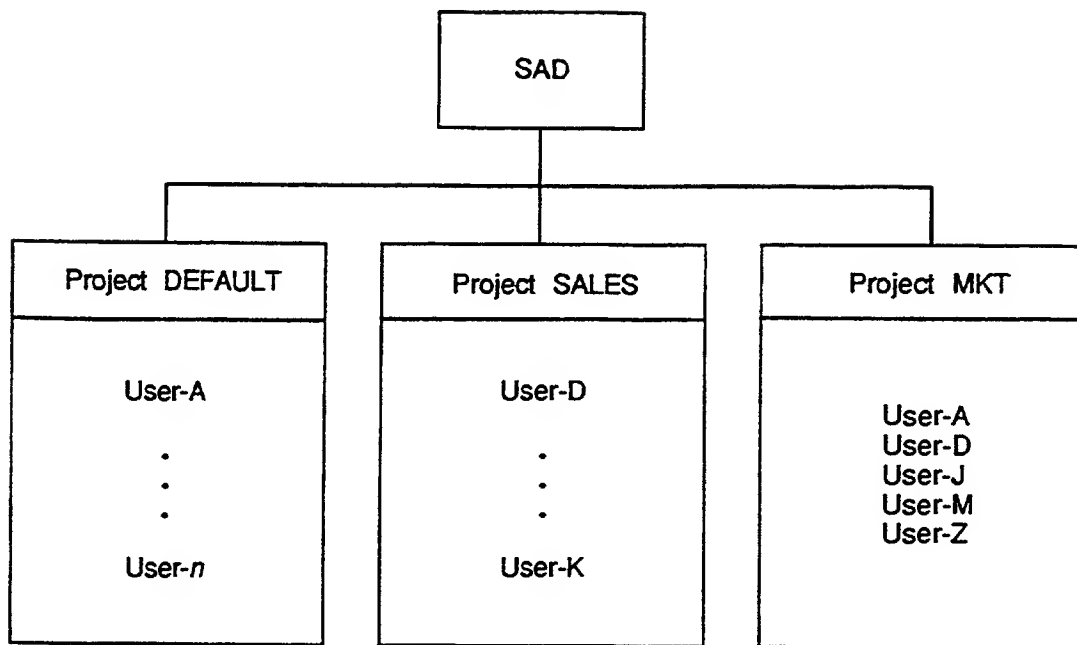 SAD
Project DEFAULT
User-A
.
.
.
User-n
Project SALES
User-D
.
.
.
User-K
Project MKT
User-A
User-D
User-J
User-M
User-Z